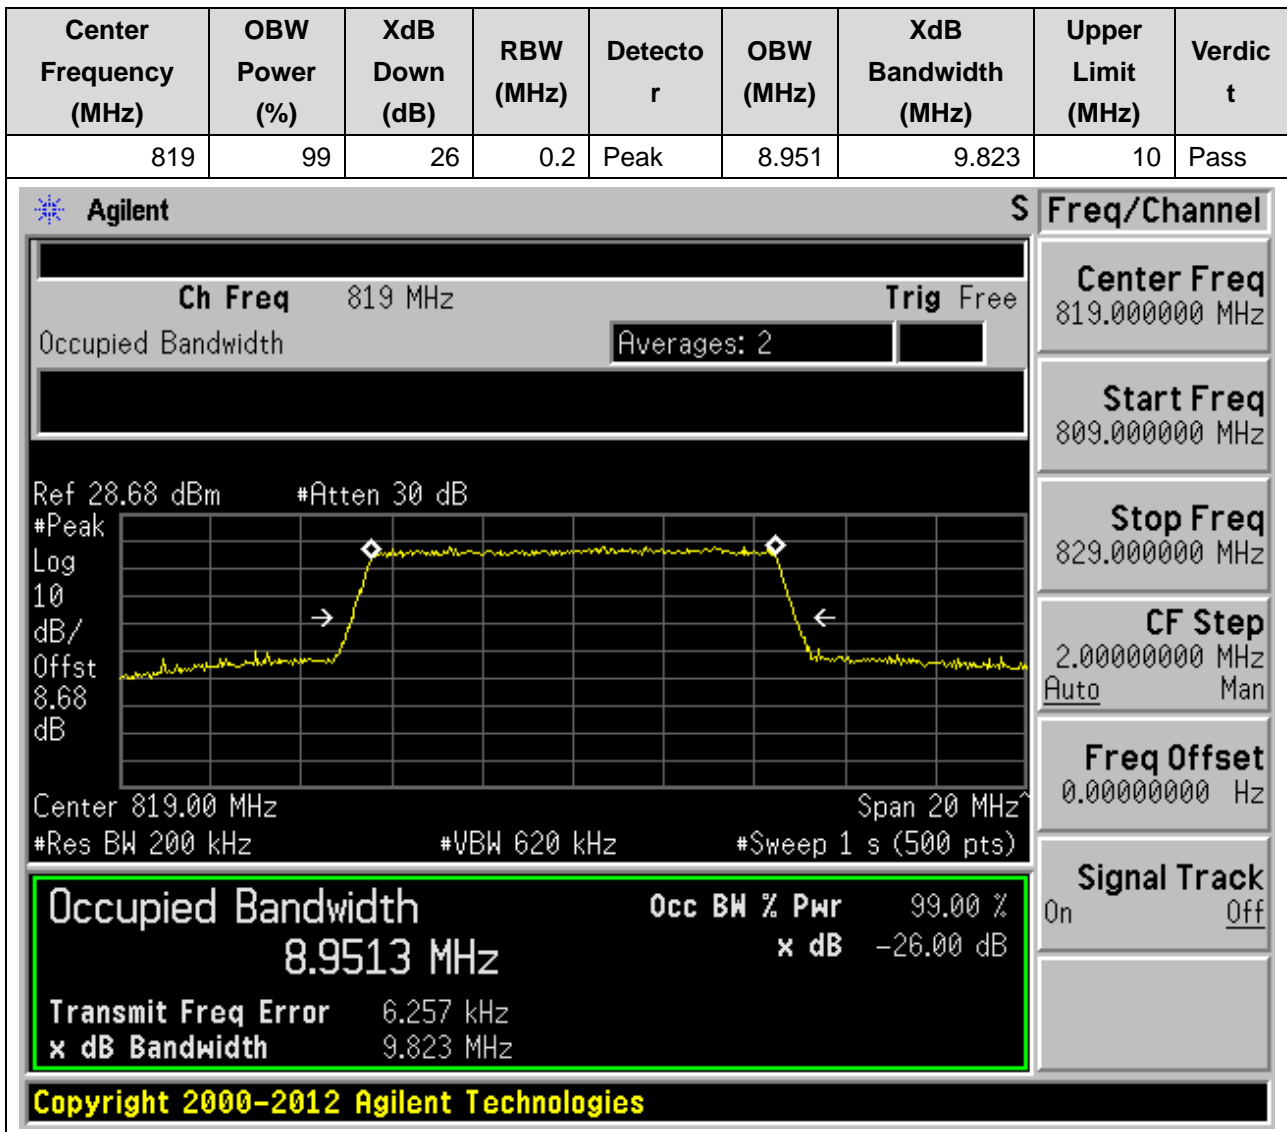 Center Frequency (MHz) OBW Power (%) XdB Down (dB) RBW (MHz) Detecto r OBW (MHz) XdB Bandwidth (MHz) Upper Limit (MHz) Verdic t
819 99 26 0.2 Peak 8.951 9.823 10 Pass
Agilent S
Ch Freq 819 MHz Trig Free
Occupied Bandwidth Averages: 2
Ref 28.68 dBm #Atten 30 dB
#Peak
Log
10
dB/
Offst
8.68
dB
Center 819.00 MHz Span 20 MHz^
#Res BW 200 kHz #VBW 620 kHz #Sweep 1 s (500 pts)
Occupied Bandwidth Occ BW % Pwr 99.00 %
8.9513 MHz x dB -26.00 dB
Transmit Freq Error 6.257 kHz
x dB Bandwidth 9.823 MHz
Copyright 2000-2012 Agilent Technologies
Freq/Channel
Center Freq
819.000000 MHz
Start Freq
809.000000 MHz
Stop Freq
829.000000 MHz
CF Step
2.00000000 MHz
Auto Man
Freq Offset
0.00000000 Hz
Signal Track
On Off